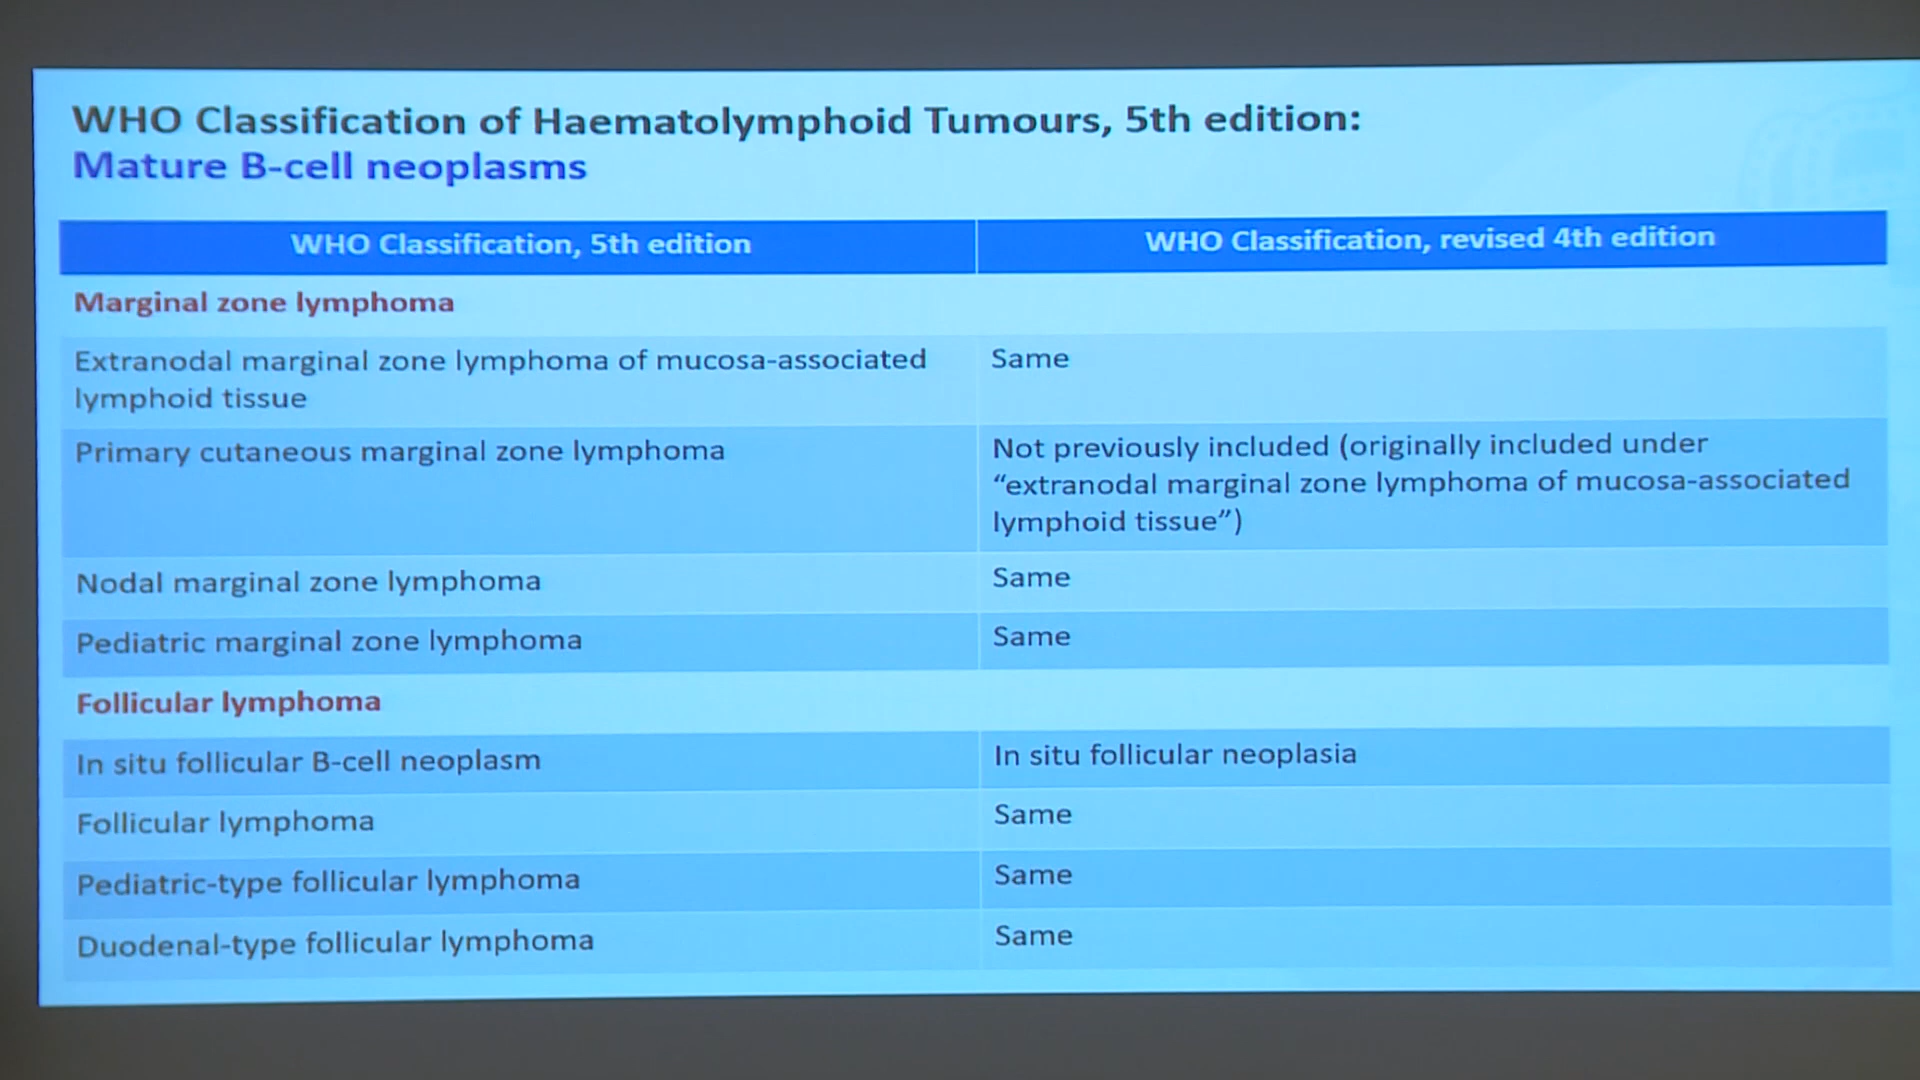 WHO Classification of Haematolymphoid Tumours, 5th edition:
Mature B-cell neoplasms
WHO Classification, 5th edition
WHO Classification, revised 4th edition
Marginal zone lymphoma
Extranodal marginal zone lymphoma of mucosa-associated
lymphoid tissue
Same
Primary cutaneous marginal zone lymphoma
Not previously included (originally included under
“extranodal marginal zone lymphoma of mucosa-associated
lymphoid tissue”)
Nodal marginal zone lymphoma
Same
Pediatric marginal zone lymphoma
Same
Follicular lymphoma
In situ follicular B-cell neoplasm
In situ follicular neoplasia
Follicular lymphoma
Same
Pediatric-type follicular lymphoma
Same
Duodenal-type follicular lymphoma
Same